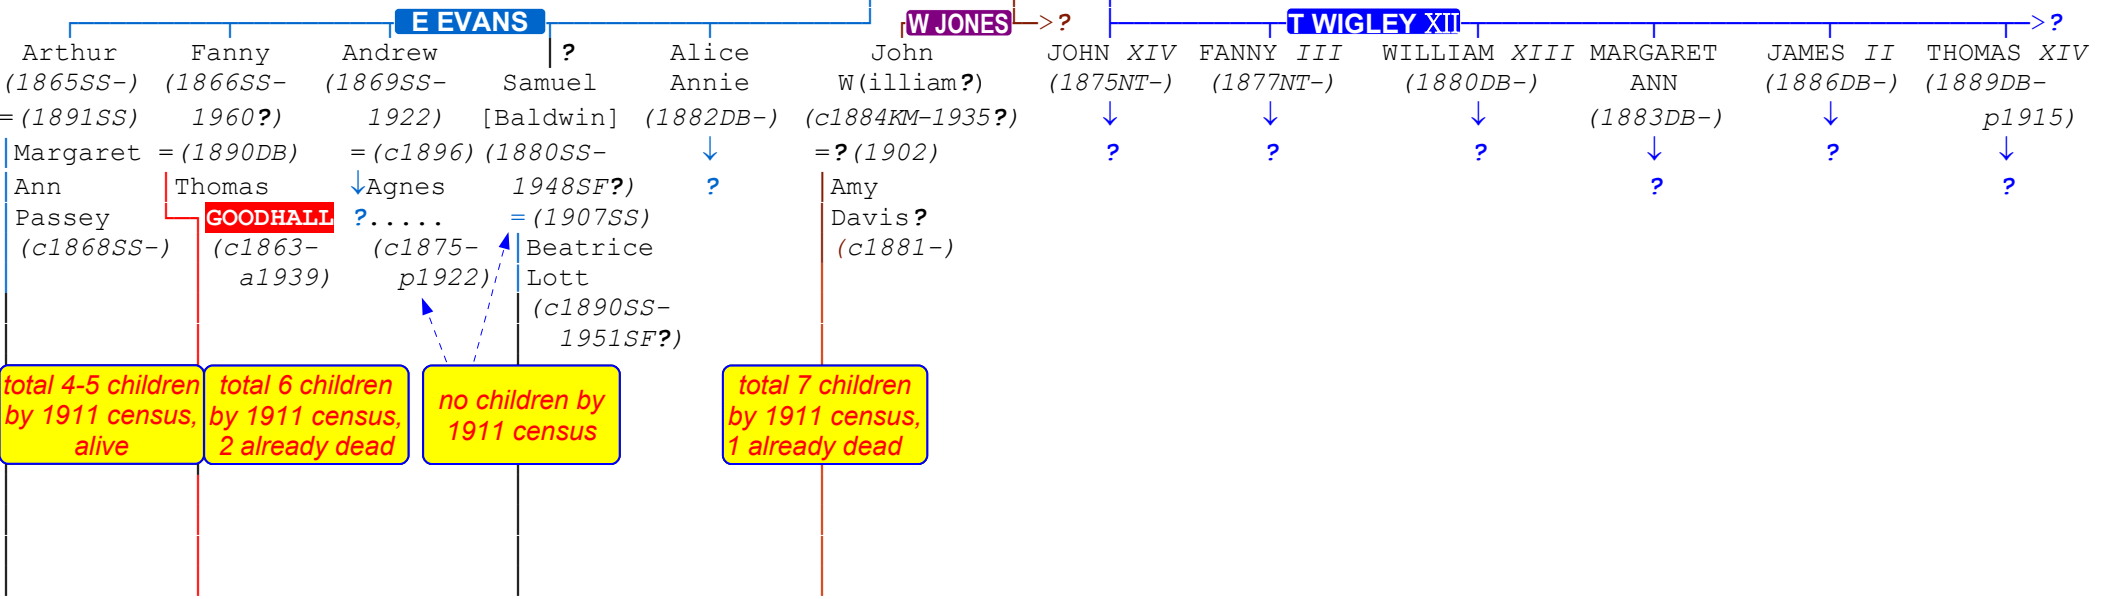 E EVANS W JONES >? T WIGLEY XII >?
Arthur Fanny Andrew ? Alice John JOHN XIV FANNY III WILLIAM XIII MARGARET JAMES II THOMAS XIV
(1865SS-) (1866SS- (1869SS- Samuel Annie W(illiam?) (1875NT-) (1877NT-) (1880DB-) ANN (1886DB-) (1889DB-
=(1891SS) 1960?) 1922) [Baldwin] (1882DB-) (c1884KM-1935?) ↓ ↓ ↓ (1883DB-) ↓ p1915)
Margaret =(1890DB) =(c1896) (1880SS- ↓ =?(1902) ? ? ? ↓ ? ↓
Ann Thomas ↓Agnes 1948SF?) ? Amy ? ?
Passey GOODHALL ?..... =(1907SS) Davis?
(c1868SS-) (c1863- (c1875- Beatrice (c1881-)
a1939) p1922) Lott
(c1890SS-
1951SF?)
total 4-5 children total 6 children no children by total 7 children
by 1911 census, by 1911 census, 1911 census by 1911 census,
alive 2 already dead 1 already dead